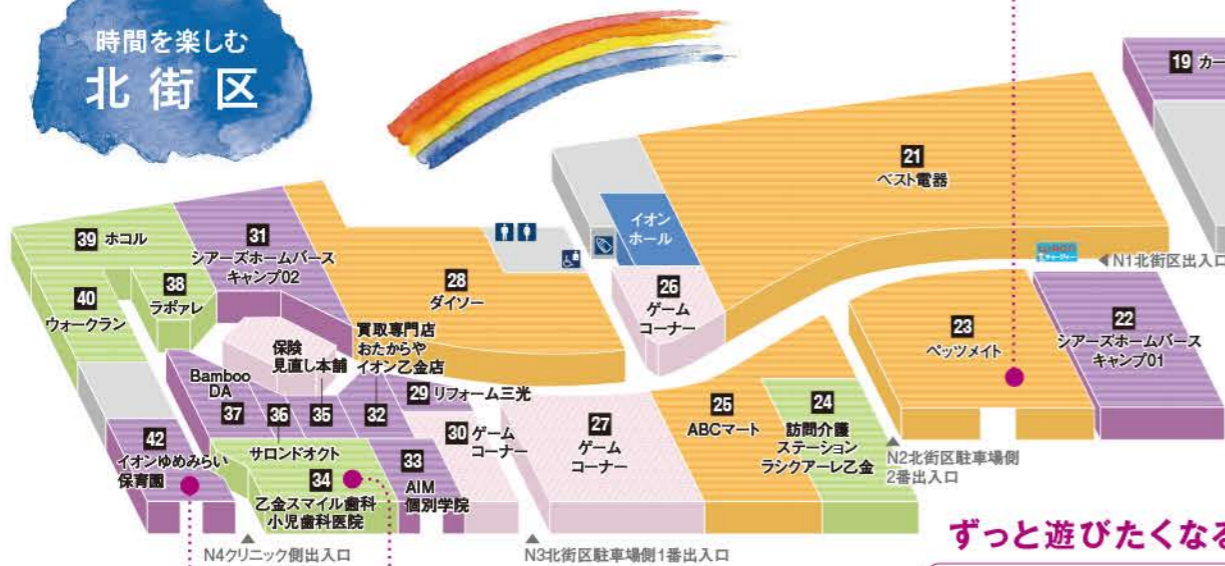 時間を楽しむ
北街区
19 カー
21
ベスト電器
イオン
ホール
N1北街区出入口
39 ホコル
31
シアーズホームバース
キャンプ02
38
ラポァレ
40
ウォークラン
28
ダイソー
26
ゲーム
コーナー
23
ペッツメイト
22
シアーズホームバース
キャンプ01
保険
見直し本舗
買取専門店
おたからや
イオン乙金店
Bamboo
DA
37
36
35
32
29 リフォーム三光
サロンドオクト
30 ゲーム
コーナー
27
ゲーム
コーナー
25
ABCマート
24
訪問介護
ステーション
ラシクアーレ乙金
42
イオンゆめみらい
保育園
34
乙金スマイル歯科
小児歯科医院
33
AIM
個別学院
N2北街区駐車場側
2番出入口
N4クリニック側出入口
N3北街区駐車場側1番出入口
ずっと遊びたくなる